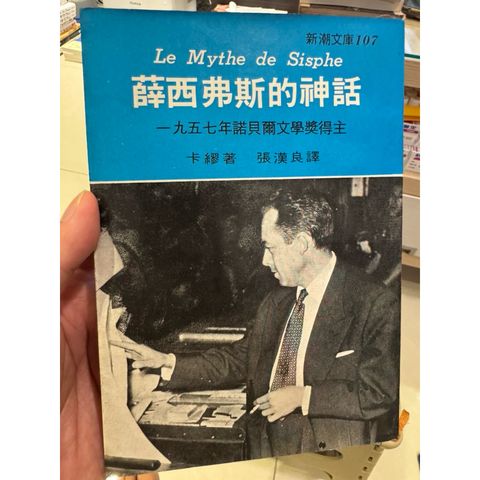 新潮文庫107
Le Mythe de Sisphe
薛西弗斯的神話
一九五七年諾貝爾文學獎得主
卡繆著 張漢良譯